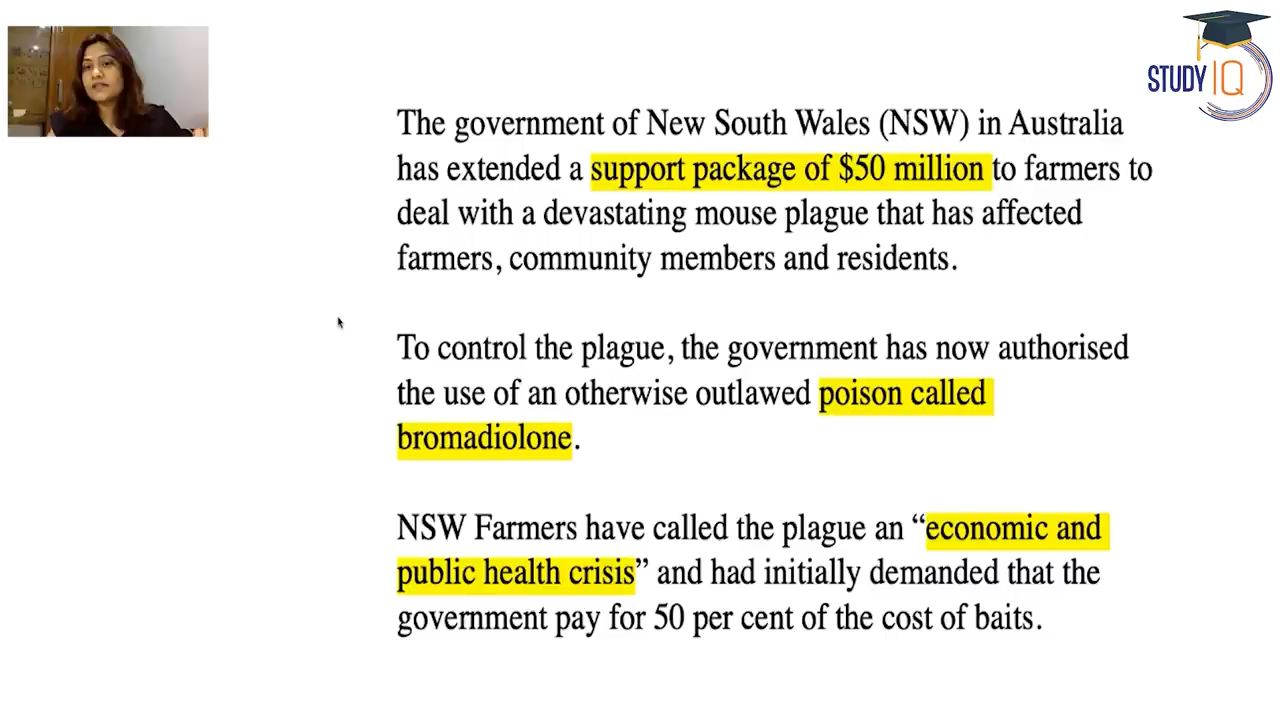 STUDY IQ
The government of New South Wales (NSW) in Australia
has extended a support package of $50 million to farmers to
deal with a devastating mouse plague that has affected
farmers, community members and residents.
To control the plague, the government has now authorised
the use of an otherwise outlawed poison called
bromadiolone.
NSW Farmers have called the plague an “economic and
public health crisis” and had initially demanded that the
government pay for 50 per cent of the cost of baits.